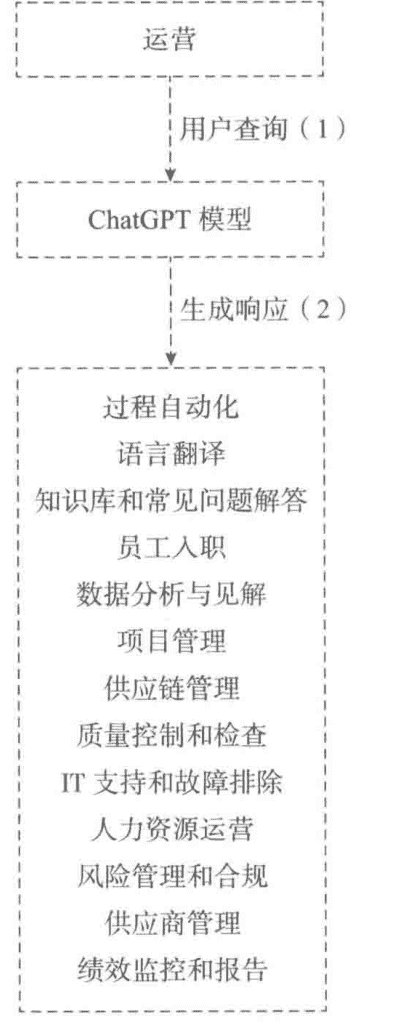 运营
用户查询（1）
ChatGPT 模型
生成响应（2）
过程自动化
语言翻译
知识库和常见问题解答
员工入职
数据分析与见解
项目管理
供应链管理
质量控制和检查
IT 支持和故障排除
人力资源运营
风险管理和合规
供应商管理
绩效监控和报告